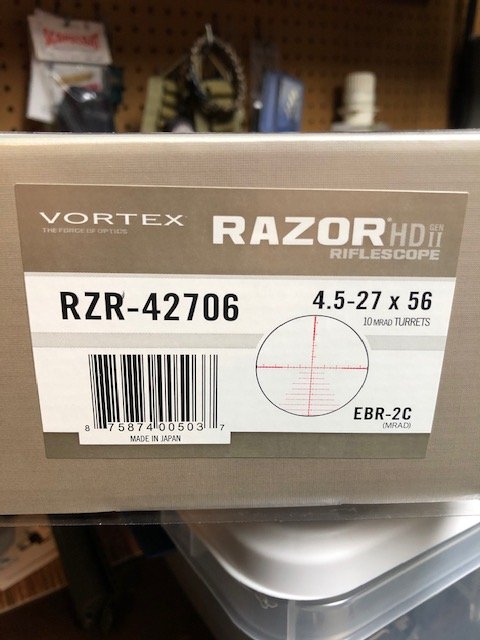 VORTEX
THE FORCE OF OPTICS
RAZOR HD GEN II
RIFLESCOPE
RZR-42706
4.5-27 x 56
10 MRAD TURRETS
8 75874 00503 7
MADE IN JAPAN
EBR-2C
(MRAD)